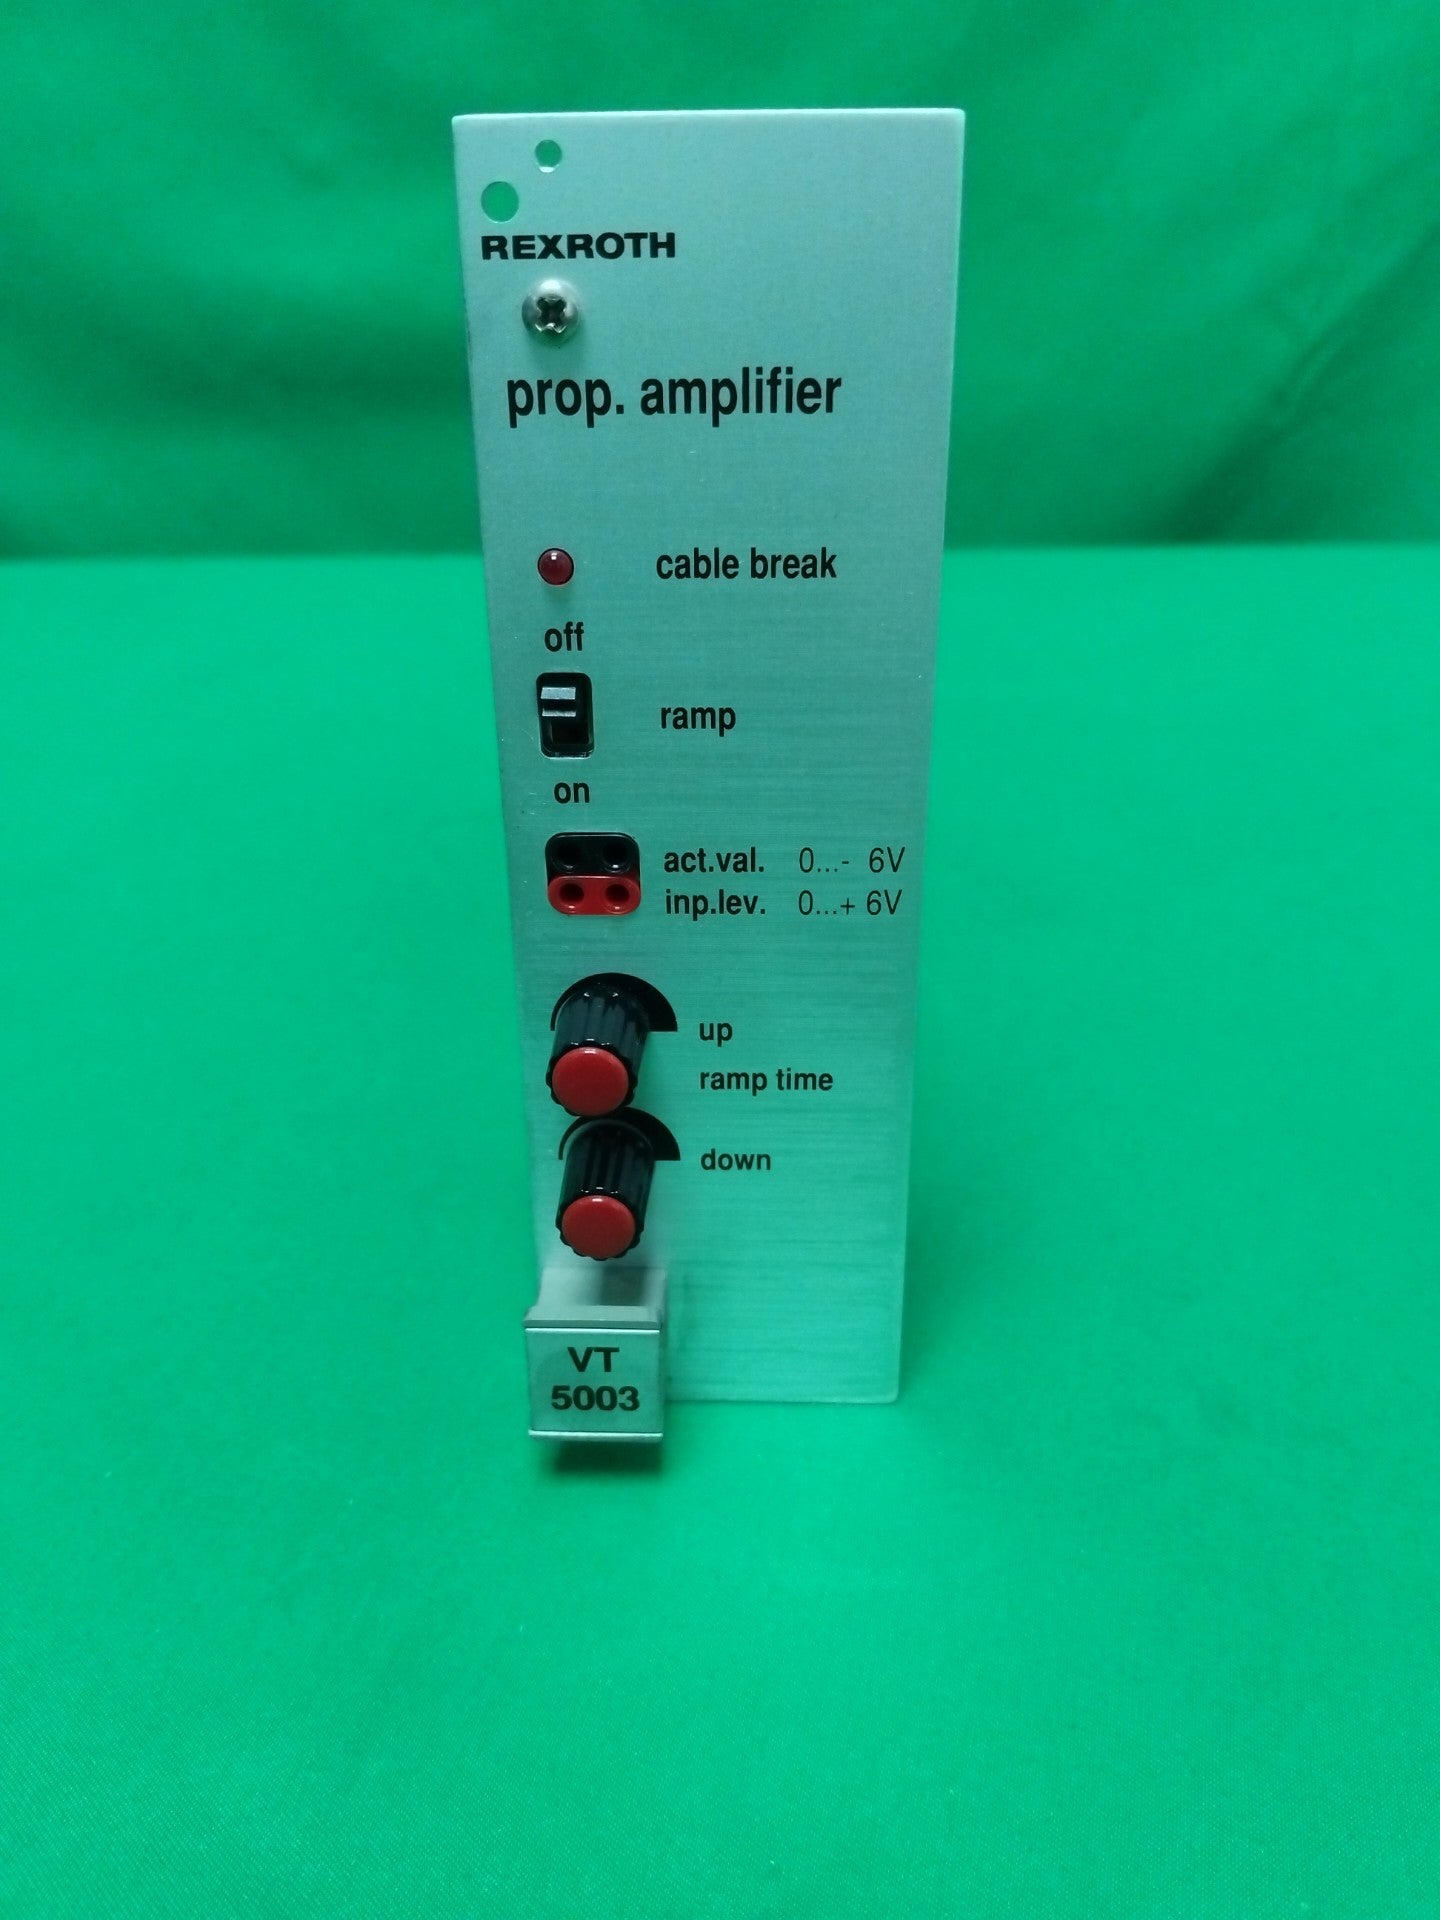 REXROTH
prop. amplifier
cable break
off
ramp
on
act.val. 0...- 6V
inp.lev. 0...+ 6V
up
ramp time
down
VT
5003